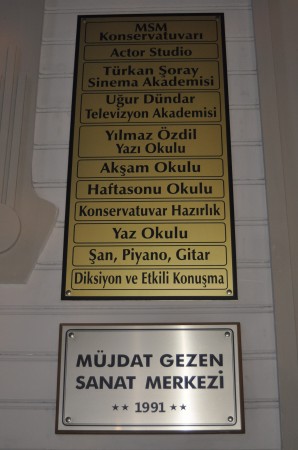 MSM
Konservatuvarı
Actor Studio
Türkan Şoray
Sinema Akademisi
Uğur Dündar
Televizyon Akademisi
Yılmaz Özdil
Yazı Okulu
Akşam Okulu
Haftasonu Okulu
Konservatuvar Hazırlık
Yaz Okulu
Şan, Piyano, Gitar
Diksiyon ve Etkili Konuşma
MÜJDAT GEZEN
SANAT MERKEZİ
★★ 1991 ★★